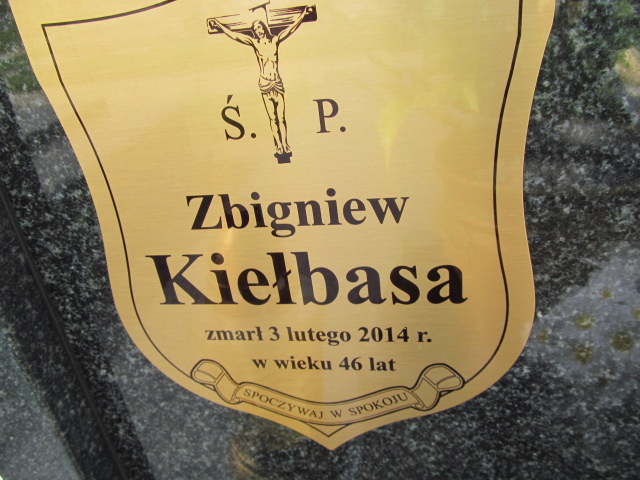 Ś. P.
Zbigniew
Kiełbasa
zmarł 3 lutego 2014 r.
w wieku 46 lat
SPOCZYWAJ W SPOKOJU